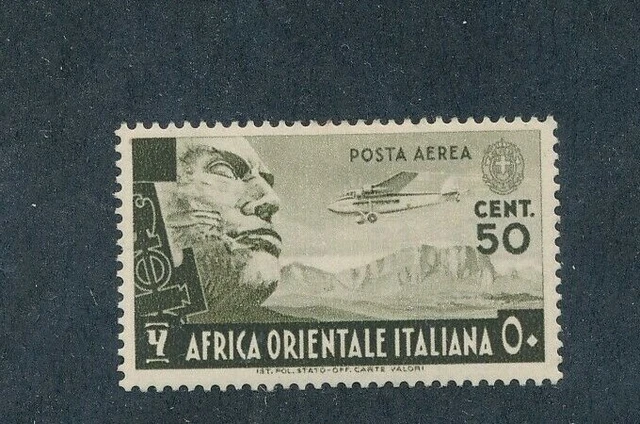 POSTA AEREA
CENT.
50
AFRICA ORIENTALE ITALIANA
IST. POL. STATO-OFF. CARTE VALORI